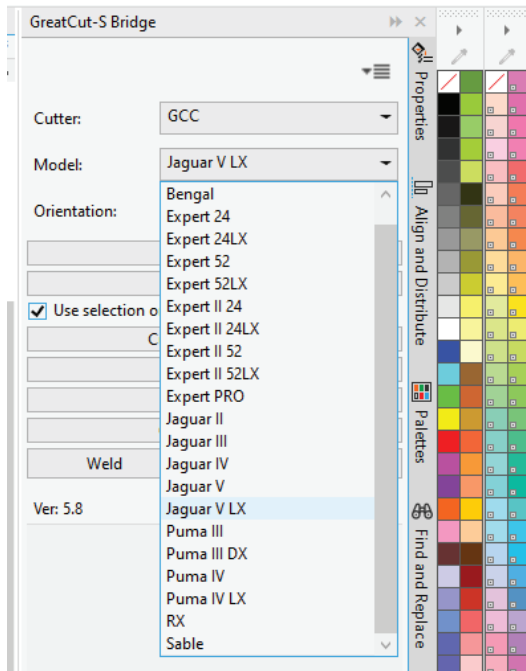 GreatCut-S Bridge
Cutter:
GCC
Model:
Jaguar V LX
Orientation:
Bengal
Expert 24
Expert 24LX
Expert 52
Expert 52LX
Expert II 24
Expert II 24LX
Expert II 52
Expert II 52LX
Expert PRO
Jaguar II
Jaguar III
Jaguar IV
Jaguar V
Jaguar V LX
Puma III
Puma III DX
Puma IV
Puma IV LX
RX
Sable
Use selection o
C
Weld
Ver: 5.8
Properties
Align and Distribute
Palettes
Find and Replace